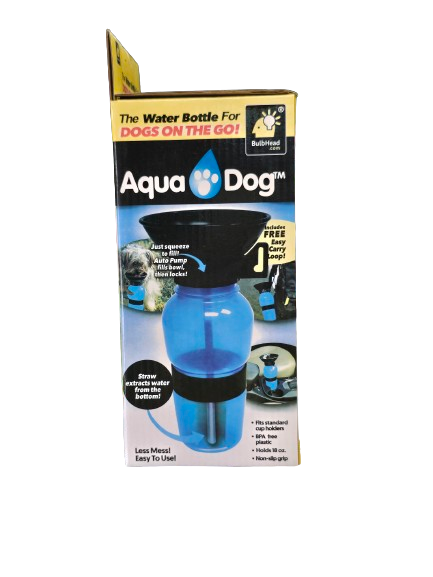 The Water Bottle For
DOGS ON THE GO!
®
BulbHead
.com
Aqua Dog™
Includes
FREE
Easy
Carry
Loop!
Just squeeze
to fill!
Auto Pump
fills bowl,
then locks!
Straw
extracts water
from the
bottom!
• Fits standard
cup holders
• BPA free
plastic
• Holds 18 oz.
• Non-slip grip
Less Mess!
Easy To Use!